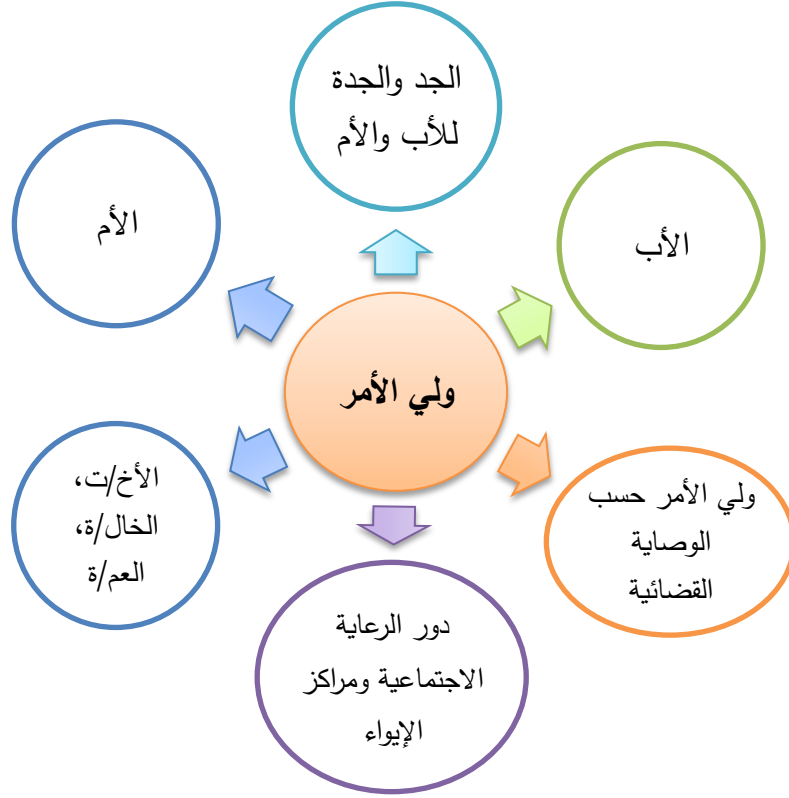 الجد والجدة
للأب والأم
الأب
الأم
ولي الأمر
ولي الأمر حسب
الوصاية
القضائية
الأخ/ت،
الخال/ة،
العم/ة
دور الرعاية
الاجتماعية ومراكز
الإيواء